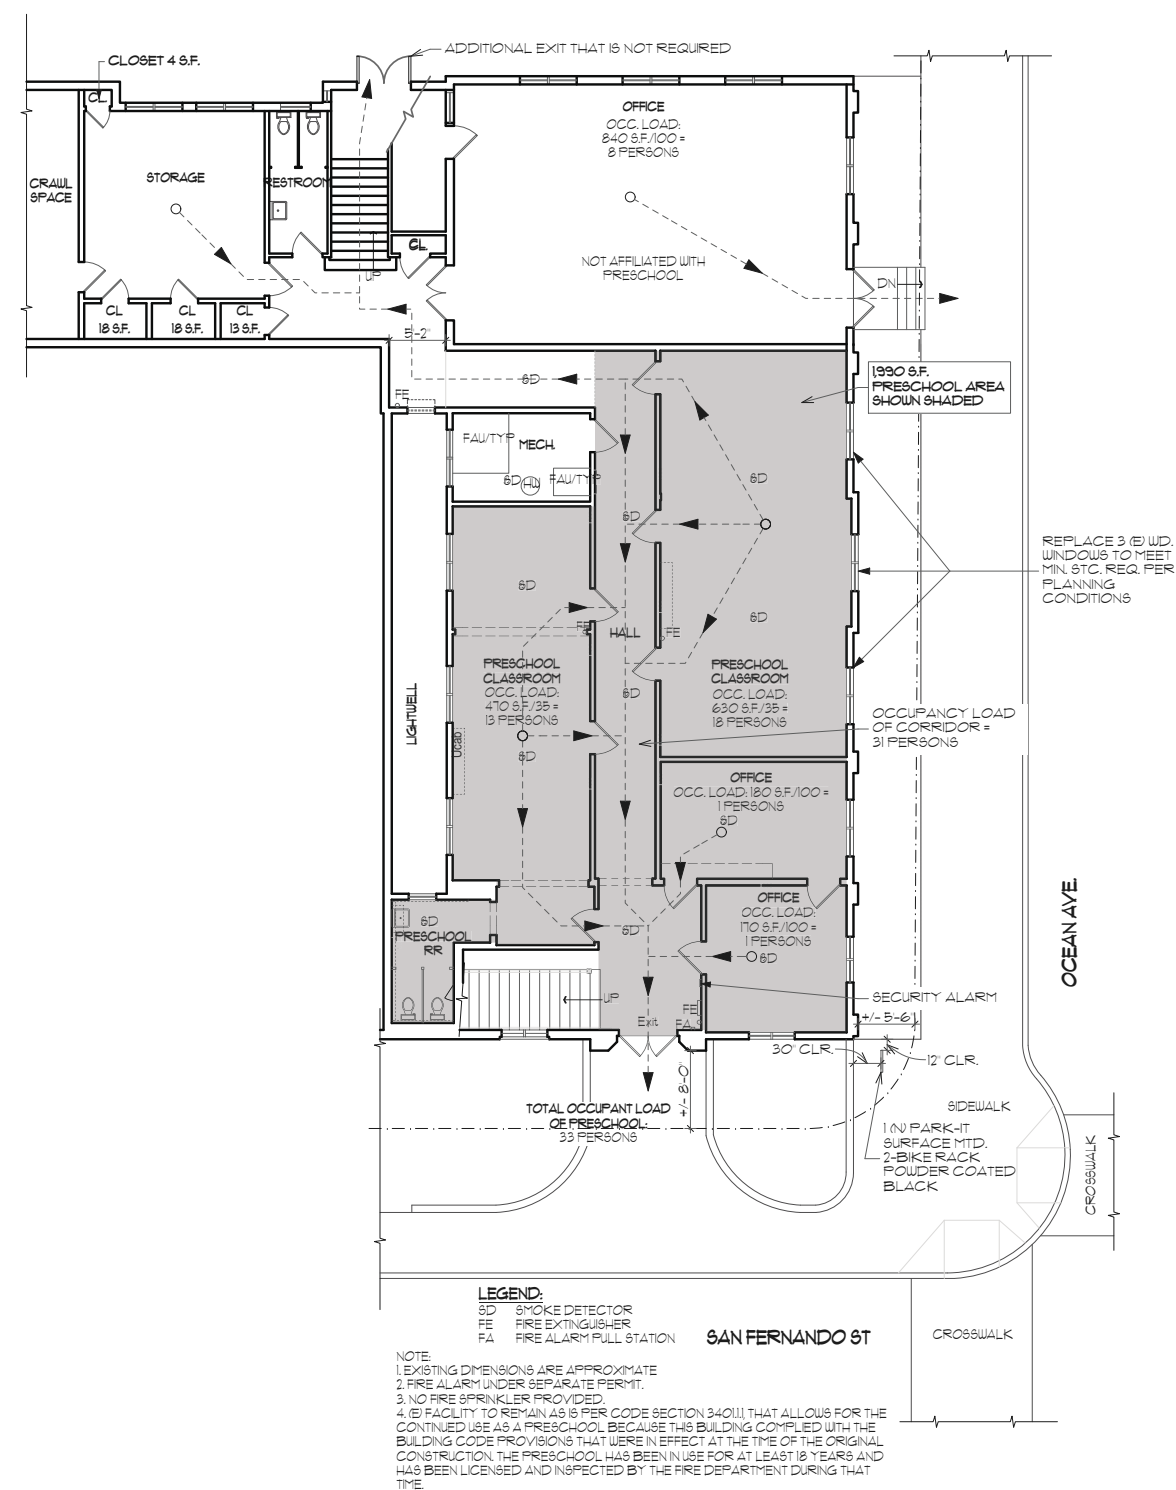 ADDITIONAL EXIT THAT IS NOT REQUIRED
CLOSET 4 S.F.
CL.
OFFICE
OCC. LOAD:
840 S.F./100 =
8 PERSONS
CRAWL
SPACE
STORAGE
RESTROOM
CL.
UP
NOT AFFILIATED WITH
PRESCHOOL
DN
CL
18 S.F.
CL
18 S.F.
CL
13 S.F.
5'-2"
SD
FE
1,990 S.F.
PRESCHOOL AREA
SHOWN SHADED
FAU/TYP
MECH.
SD
HW
FAU/TYP
SD
SD
REPLACE 3 (E) WD.
WINDOWS TO MEET
MIN. STC. REQ. PER
PLANNING
CONDITIONS
SD
SD
FE
HALL
FE
PRESCHOOL
CLASSROOM
OCC. LOAD:
470 S.F./35 =
13 PERSONS
SD
PRESCHOOL
CLASSROOM
OCC. LOAD:
630 S.F./35 =
18 PERSONS
LIGHTWELL
Ucab
SD
OCCUPANCY LOAD
OF CORRIDOR =
31 PERSONS
OFFICE
OCC. LOAD: 180 S.F./100 =
1 PERSONS
SD
OFFICE
OCC. LOAD:
170 S.F./100 =
1 PERSONS
SD
SD
PRESCHOOL
RR
SD
OCEAN AVE.
UP
FE
FA
Exit
SECURITY ALARM
+/- 5'-6"
30" CLR.
12" CLR.
+/- 8'-0"
TOTAL OCCUPANT LOAD
OF PRESCHOOL:
33 PERSONS
SIDEWALK
1 (N) PARK-IT
SURFACE MTD.
2-BIKE RACK
POWDER COATED
BLACK
CROSSWALK
LEGEND:
SD SMOKE DETECTOR
FE FIRE EXTINGUISHER
FA FIRE ALARM PULL STATION
SAN FERNANDO ST
CROSSWALK
NOTE:
1. EXISTING DIMENSIONS ARE APPROXIMATE
2. FIRE ALARM UNDER SEPARATE PERMIT.
3. NO FIRE SPRINKLER PROVIDED.
4. (E) FACILITY TO REMAIN AS IS PER CODE SECTION 3401.1.1, THAT ALLOWS FOR THE
CONTINUED USE AS A PRESCHOOL BECAUSE THIS BUILDING COMPLIED WITH THE
BUILDING CODE PROVISIONS THAT WERE IN EFFECT AT THE TIME OF THE ORIGINAL
CONSTRUCTION. THE PRESCHOOL HAS BEEN IN USE FOR AT LEAST 18 YEARS AND
HAS BEEN LICENSED AND INSPECTED BY THE FIRE DEPARTMENT DURING THAT
TIME.